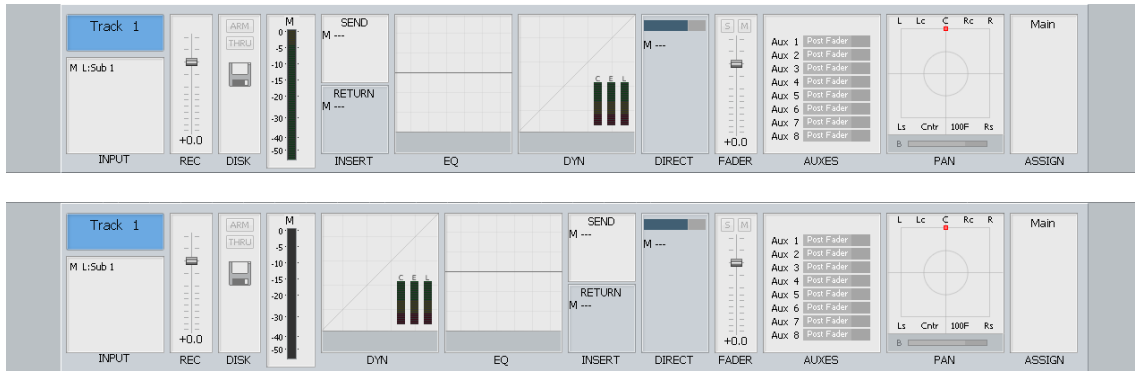 Track 1
M L:Sub 1
INPUT
+0.0
REC
ARM
THRU
DISK
M
0
-5
-10
-15
-20
-30
-40
-50
SEND
M ---
RETURN
M ---
INSERT
EQ
C E L
DYN
M ---
DIRECT
S M
+0.0
FADER
Aux 1 Post Fader
Aux 2 Post Fader
Aux 3 Post Fader
Aux 4 Post Fader
Aux 5 Post Fader
Aux 6 Post Fader
Aux 7 Post Fader
Aux 8 Post Fader
AUXES
L Lc C Rc R
Ls Cntr 100F Rs
B
PAN
Main
ASSIGN
Track 1
M L:Sub 1
INPUT
+0.0
REC
ARM
THRU
DISK
M
0
-5
-10
-15
-20
-30
-40
-50
C E L
DYN
EQ
SEND
M ---
RETURN
M ---
INSERT
M ---
DIRECT
S M
+0.0
FADER
Aux 1 Post Fader
Aux 2 Post Fader
Aux 3 Post Fader
Aux 4 Post Fader
Aux 5 Post Fader
Aux 6 Post Fader
Aux 7 Post Fader
Aux 8 Post Fader
AUXES
L Lc C Rc R
Ls Cntr 100F Rs
B
PAN
Main
ASSIGN